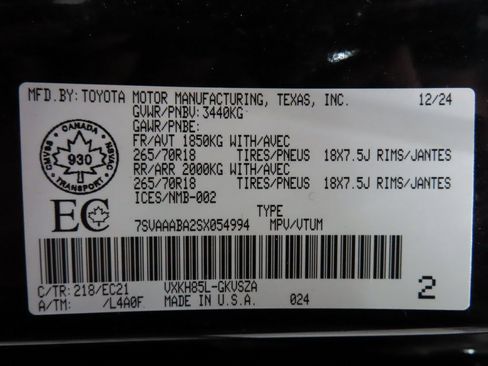 MFD.BY: TOYOTA MOTOR MANUFACTURING, TEXAS, INC. 12/24
GVWR/PNBV: 3440KG
GAWR/PNBE:
FR/AVT 1850KG WITH/AVEC
265/70R18 TIRES/PNEUS 18X7.5J RIMS/JANTES
RR/ARR 2000KG WITH/AVEC
265/70R18 TIRES/PNEUS 18X7.5J RIMS/JANTES
ICES/NMB-002
CANADA
930
TRANSPORT
EC
TYPE
7SVAAABA2SX054994 MPV/VTUM
C/TR: 218/EC21 VXKH85L-GKVSZA
A/TM: /L4A0F MADE IN U.S.A. 024
2